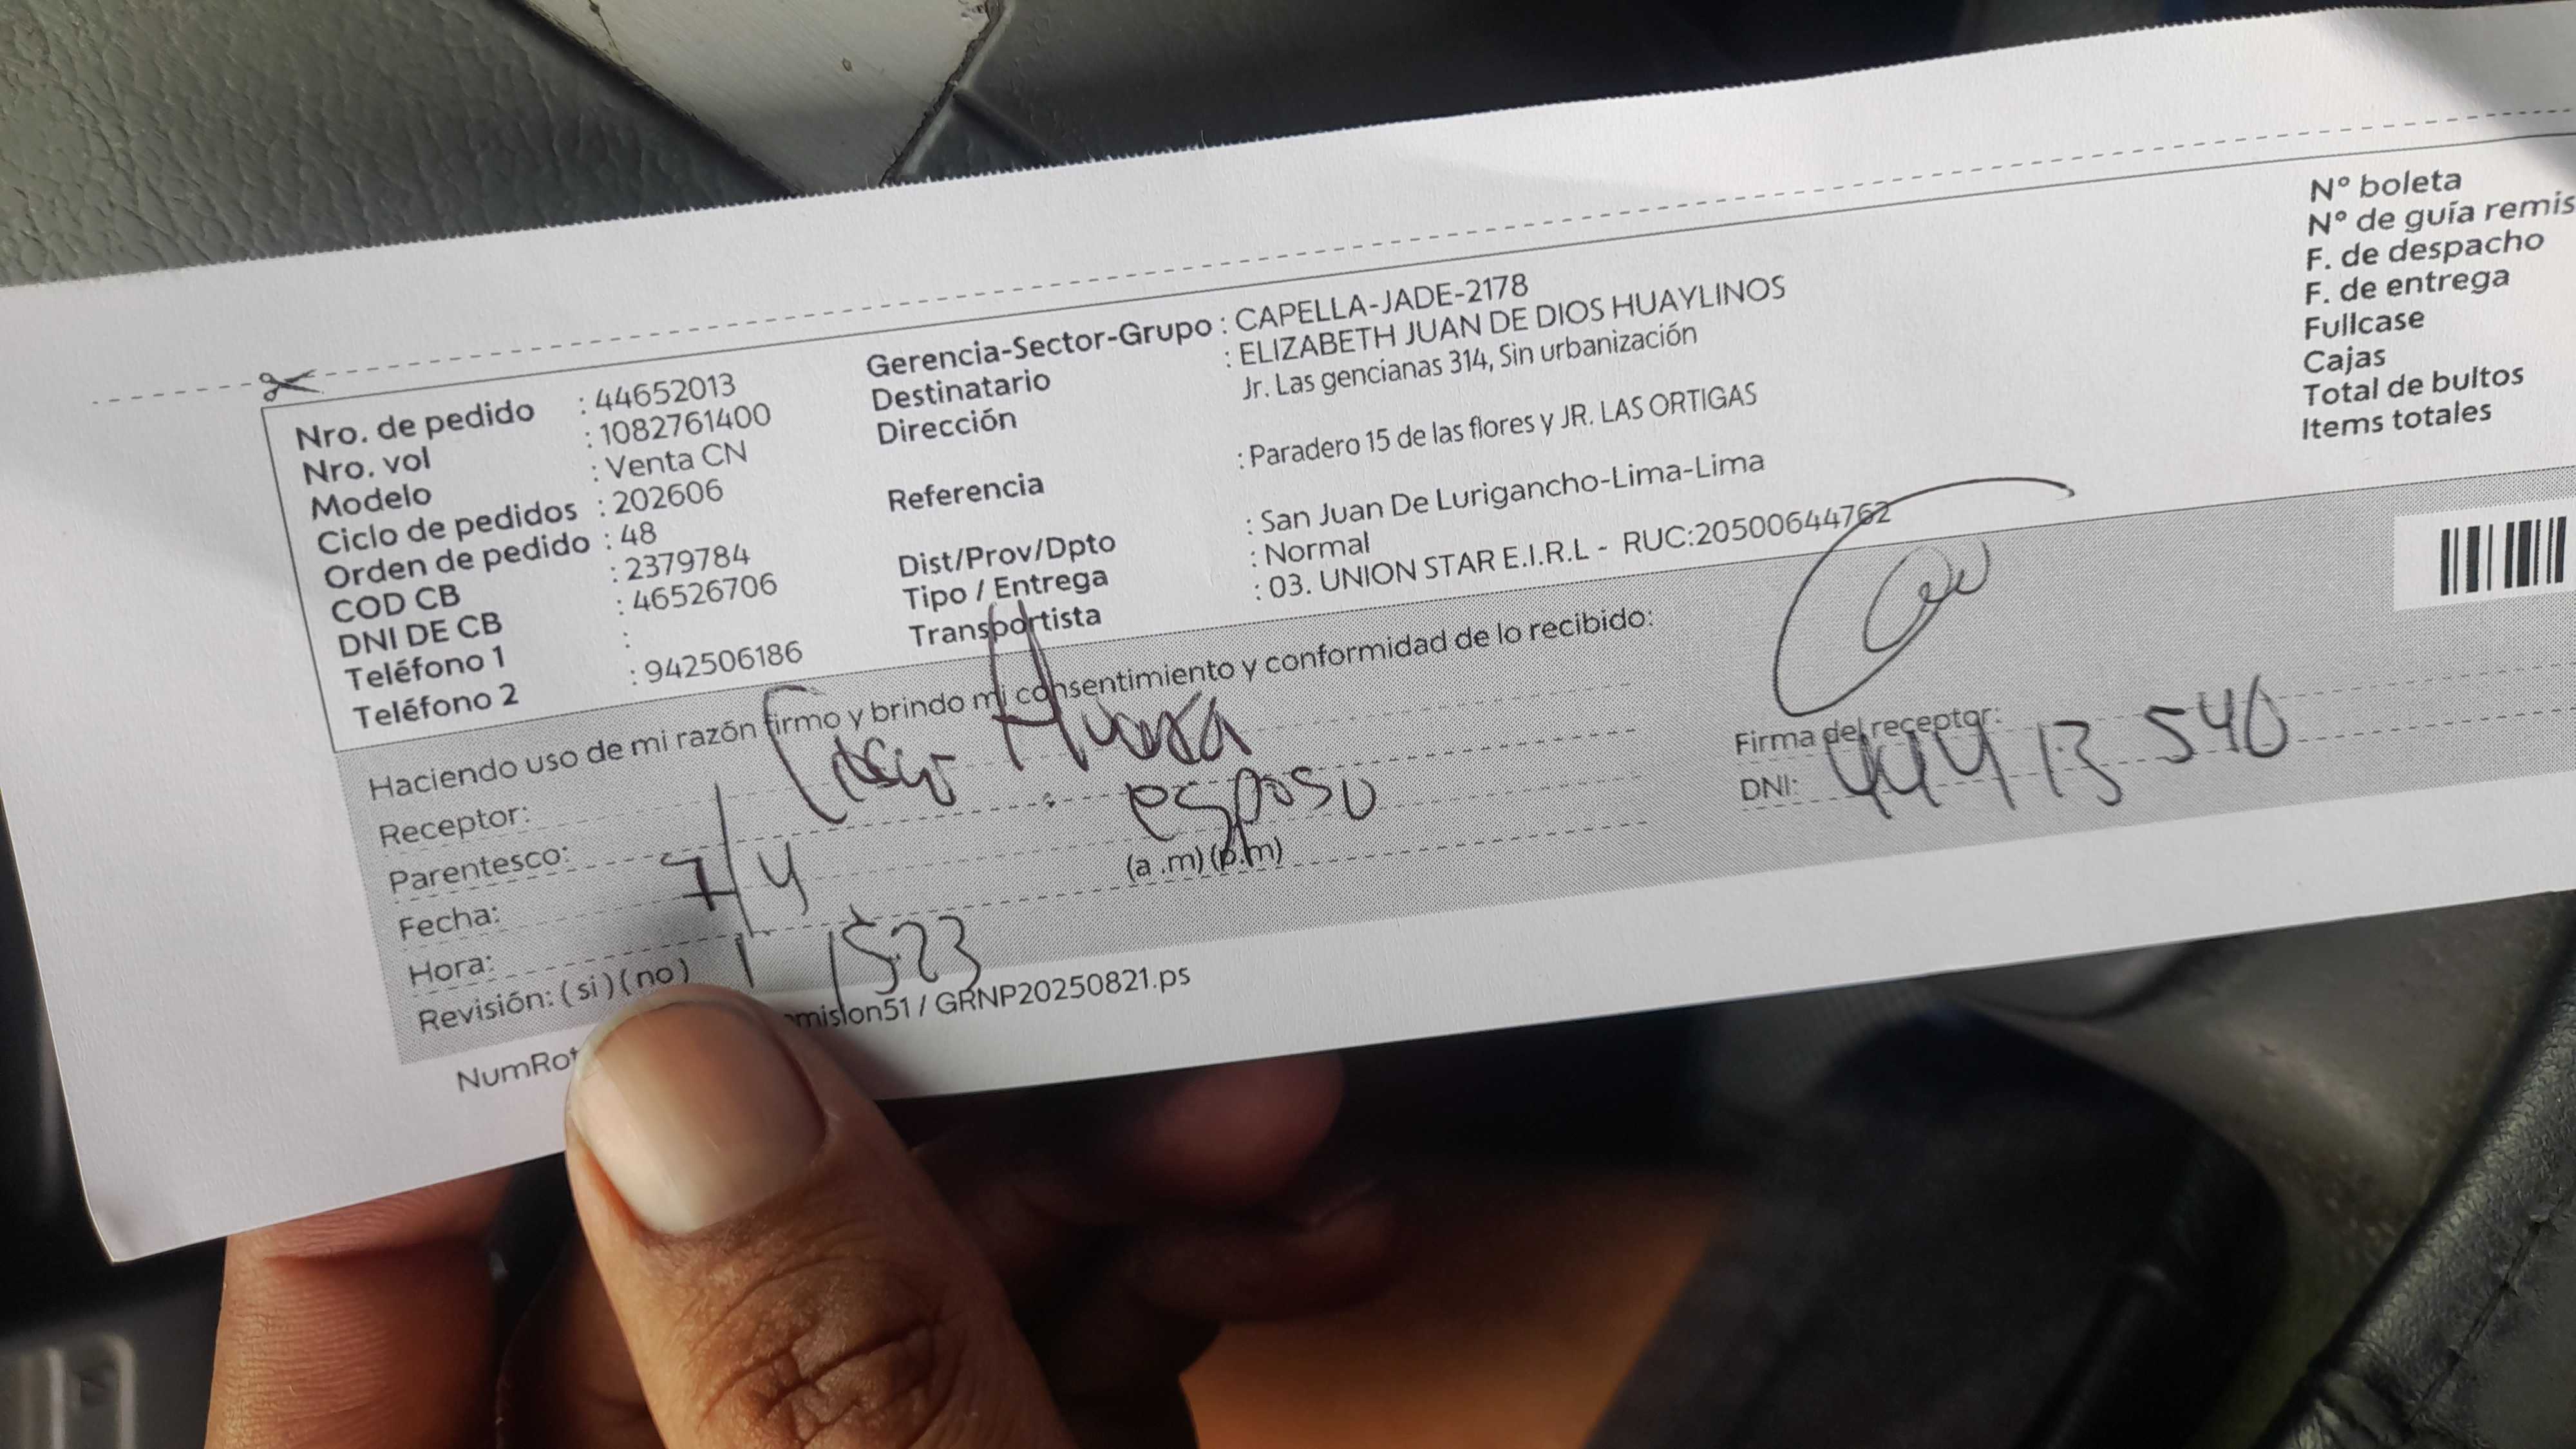 Nro. de pedido : 44652013
Nro. vol : 1082761400
Modelo : Venta CN
Ciclo de pedidos : 202606
Orden de pedido : 48
COD CB : 2379784
DNI DE CB : 46526706
Teléfono 1 :
Teléfono 2 : 942506186
Gerencia-Sector-Grupo : CAPELLA-JADE-2178
Destinatario : ELIZABETH JUAN DE DIOS HUAYLINOS
Dirección Jr. Las gencianas 314, Sin urbanización
Referencia : Paradero 15 de las flores y JR. LAS ORTIGAS
Dist/Prov/Dpto : San Juan De Lurigancho-Lima-Lima
Tipo / Entrega : Normal
Transportista : 03. UNION STAR E.I.R.L - RUC:20500644762
N° boleta
N° de guía remis
F. de despacho
F. de entrega
Fullcase
Cajas
Total de bultos
Items totales
Haciendo uso de mi razón firmo y brindo mi consentimiento y conformidad de lo recibido:
Receptor:
Parentesco: esposo
Fecha: 7/4
Hora: 1523 (a .m) (p.m)
Revisión: (si) (no)
Firma del receptor:
DNI: 44413540
NumRot
mision51 / GRNP20250821.ps